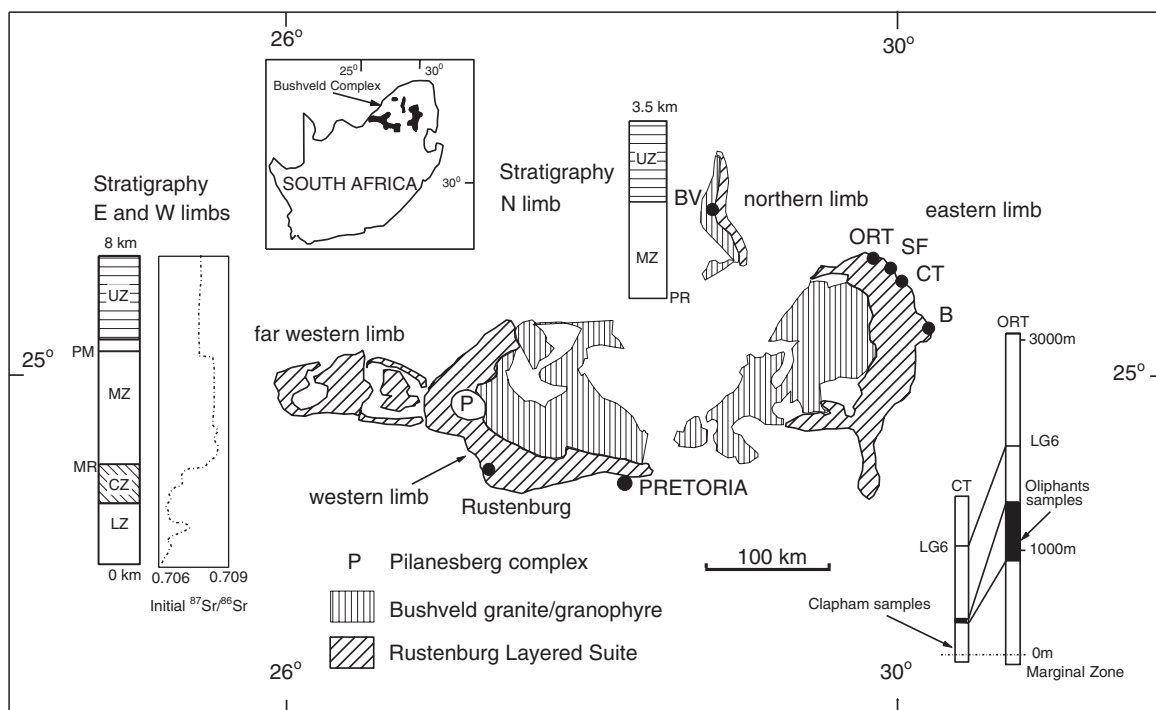 26°
30°
25°
30°
Bushveld Complex
SOUTH AFRICA
30°
Stratigraphy
E and W limbs
8 km
UZ
PM
MZ
MR
CZ
LZ
0 km
0.706
0.709
Initial ⁸⁷Sr/⁸⁶Sr
Stratigraphy
N limb
3.5 km
UZ
MZ
PR
BV
northern limb
eastern limb
ORT
SF
CT
B
far western limb
P
western limb
Rustenburg
PRETORIA
25°
25°
ORT
3000m
LG6
Oliphants
samples
1000m
CT
LG6
Clapham samples
0m
Marginal Zone
100 km
P
Pilanesberg complex
Bushveld granite/granophyre
Rustenburg Layered Suite
26°
30°